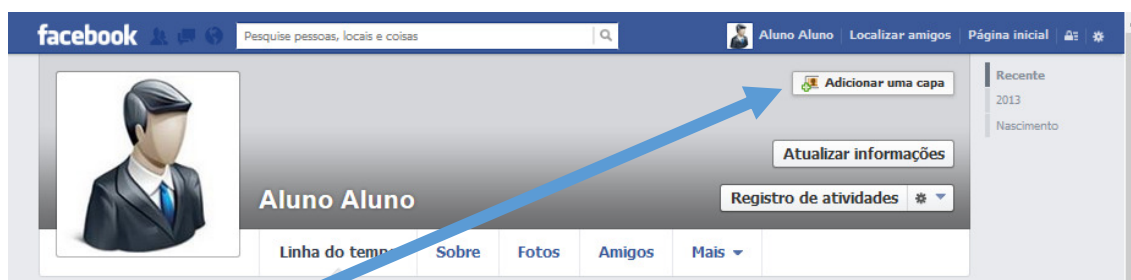 facebook Pesquise pessoas, locais e coisas Aluno Aluno Localizar amigos Página inicial
Adicionar uma capa
Recente
2013
Nascimento
Atualizar informações
Aluno Aluno
Registro de atividades
Linha do tempo Sobre Fotos Amigos Mais